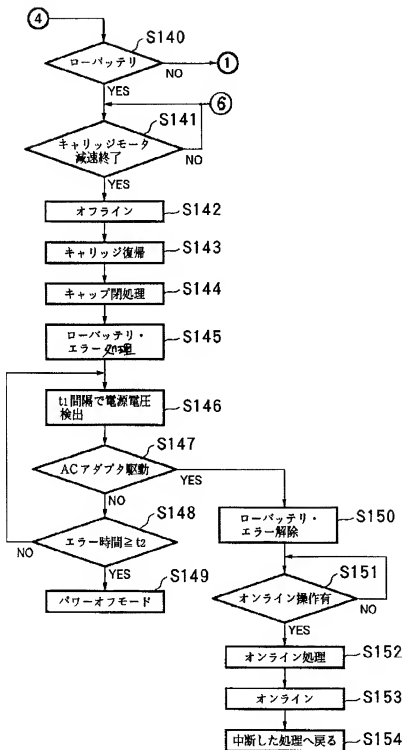 ④
S140
ローバッテリ
NO
①
YES
⑥
S141
キャリッジモータ
減速終了
NO
YES
オフライン
S142
キャリッジ復帰
S143
キャップ閉処理
S144
ローバッテリ・
エラー処理
S145
t1間隔で電源電圧
検出
S146
S147
ACアダプタ駆動
YES
NO
S148
エラー時間≧t2
NO
YES
パワーオフモード
S149
ローバッテリ・
エラー解除
S150
S151
オンライン操作有
NO
YES
オンライン処理
S152
オンライン
S153
中断した処理へ戻る
S154